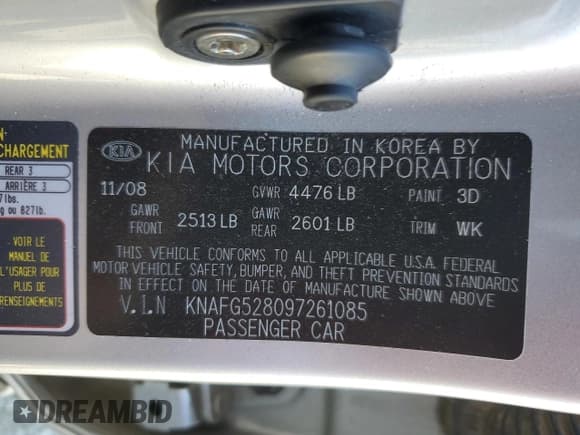 N-
CHARGEMENT
REAR 3
ARRIÈRE 3
7lbs.
g ou 827lb.
VOIR LE
MANUEL DE
L'USAGER POUR
PLUS DE
RENSEIGNEMENTS
KIA
MANUFACTURED IN KOREA BY
KIA MOTORS CORPORATION
11/08 GVWR 4476 LB PAINT 3D
GAWR FRONT 2513 LB GAWR REAR 2601 LB TRIM WK
THIS VEHICLE CONFORMS TO ALL APPLICABLE U.S.A. FEDERAL
MOTOR VEHICLE SAFETY, BUMPER, AND THEFT PREVENTION STANDARDS
IN EFFECT ON THE DATE OF MANUFACTURE SHOWN ABOVE
V.I.N KNAFG528097261085
PASSENGER CAR
DREAMBID